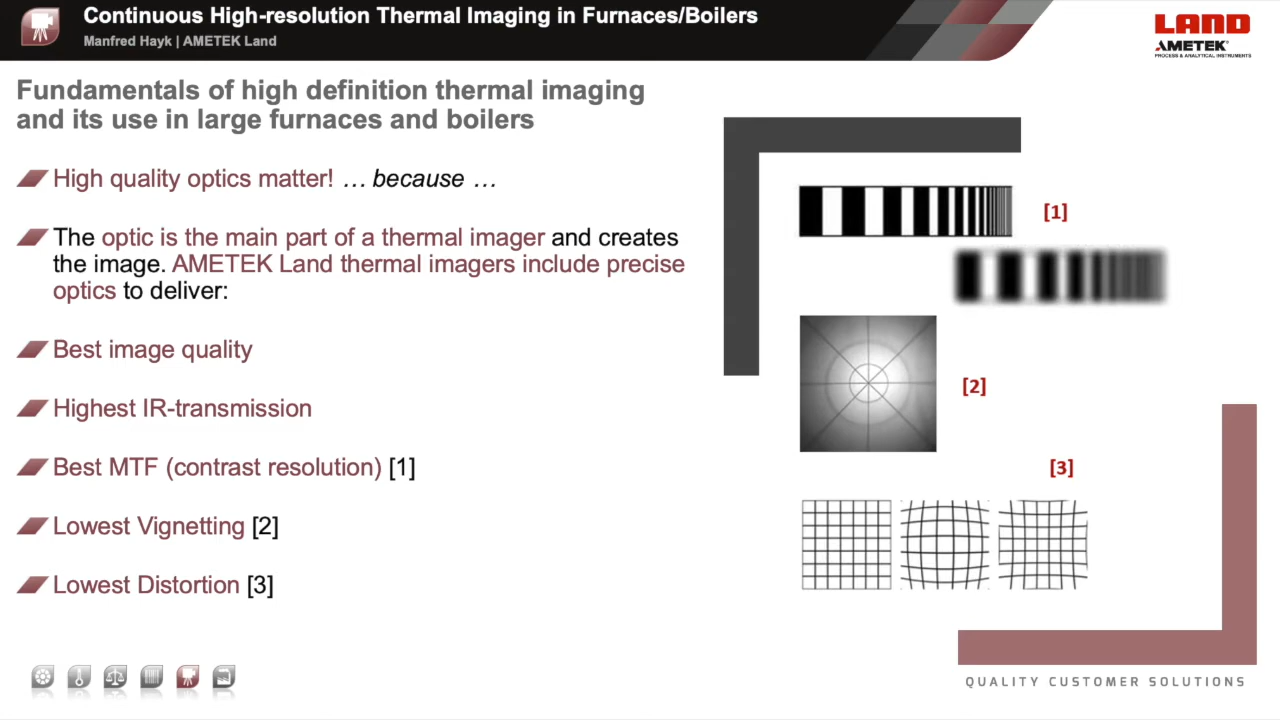 Continuous High-resolution Thermal Imaging in Furnaces/Boilers
Manfred Hayk | AMETEK Land
LAND
AMETEK®
PROCESS & ANALYTICAL INSTRUMENTS
Fundamentals of high definition thermal imaging
and its use in large furnaces and boilers
High quality optics matter! … because …
The optic is the main part of a thermal imager and creates
the image. AMETEK Land thermal imagers include precise
optics to deliver:
Best image quality
Highest IR-transmission
Best MTF (contrast resolution) [1]
Lowest Vignetting [2]
Lowest Distortion [3]
[1]
[2]
[3]
QUALITY CUSTOMER SOLUTIONS